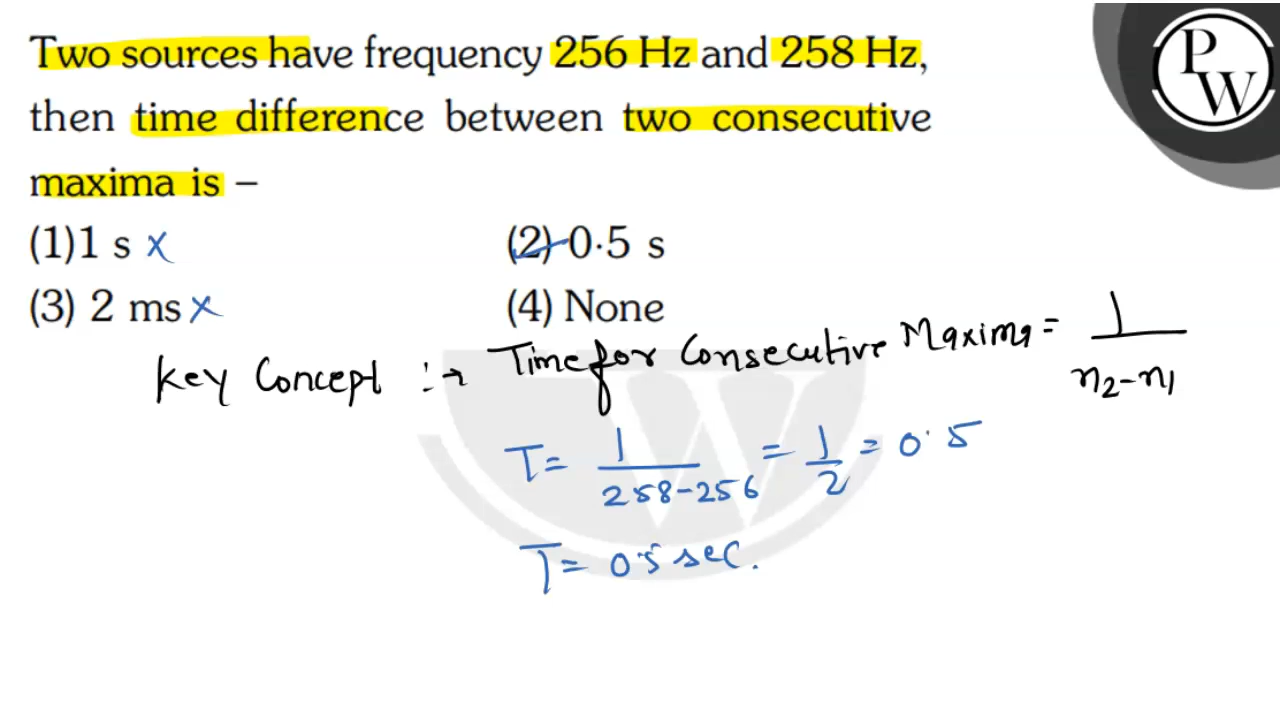 Two sources have frequency 256 Hz and 258 Hz,
then time difference between two consecutive
maxima is –
(1)1 s x
(2) 0·5 s
(3) 2 ms x
(4) None
Key Concept :→ Time for Consecutive Maxima = 1/(n₂-n₁)
T = 1/(258-256) = 1/2 = 0.5
T = 0.5 sec.
P
W